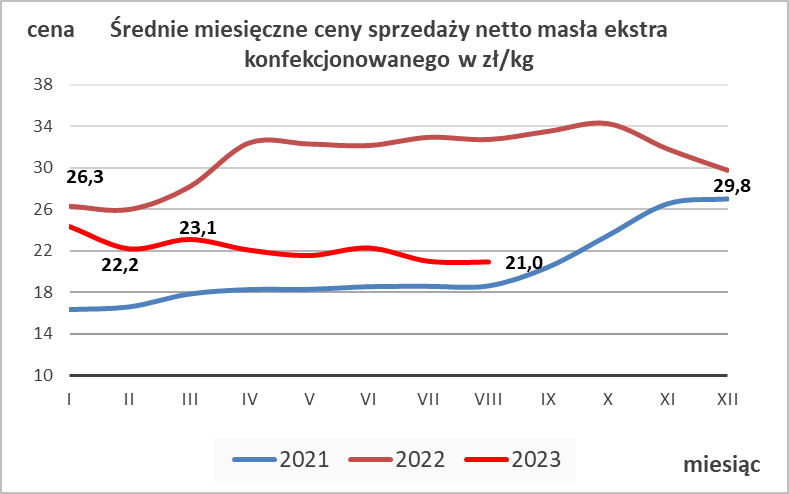 cena
Średnie miesięczne ceny sprzedaży netto masła ekstra
konfekcjonowanego w zł/kg
38
34
30
26
22
18
14
10
26,3
22,2
23,1
21,0
29,8
I II III IV V VI VII VIII IX X XI XII
2021 2022 2023
miesiąc